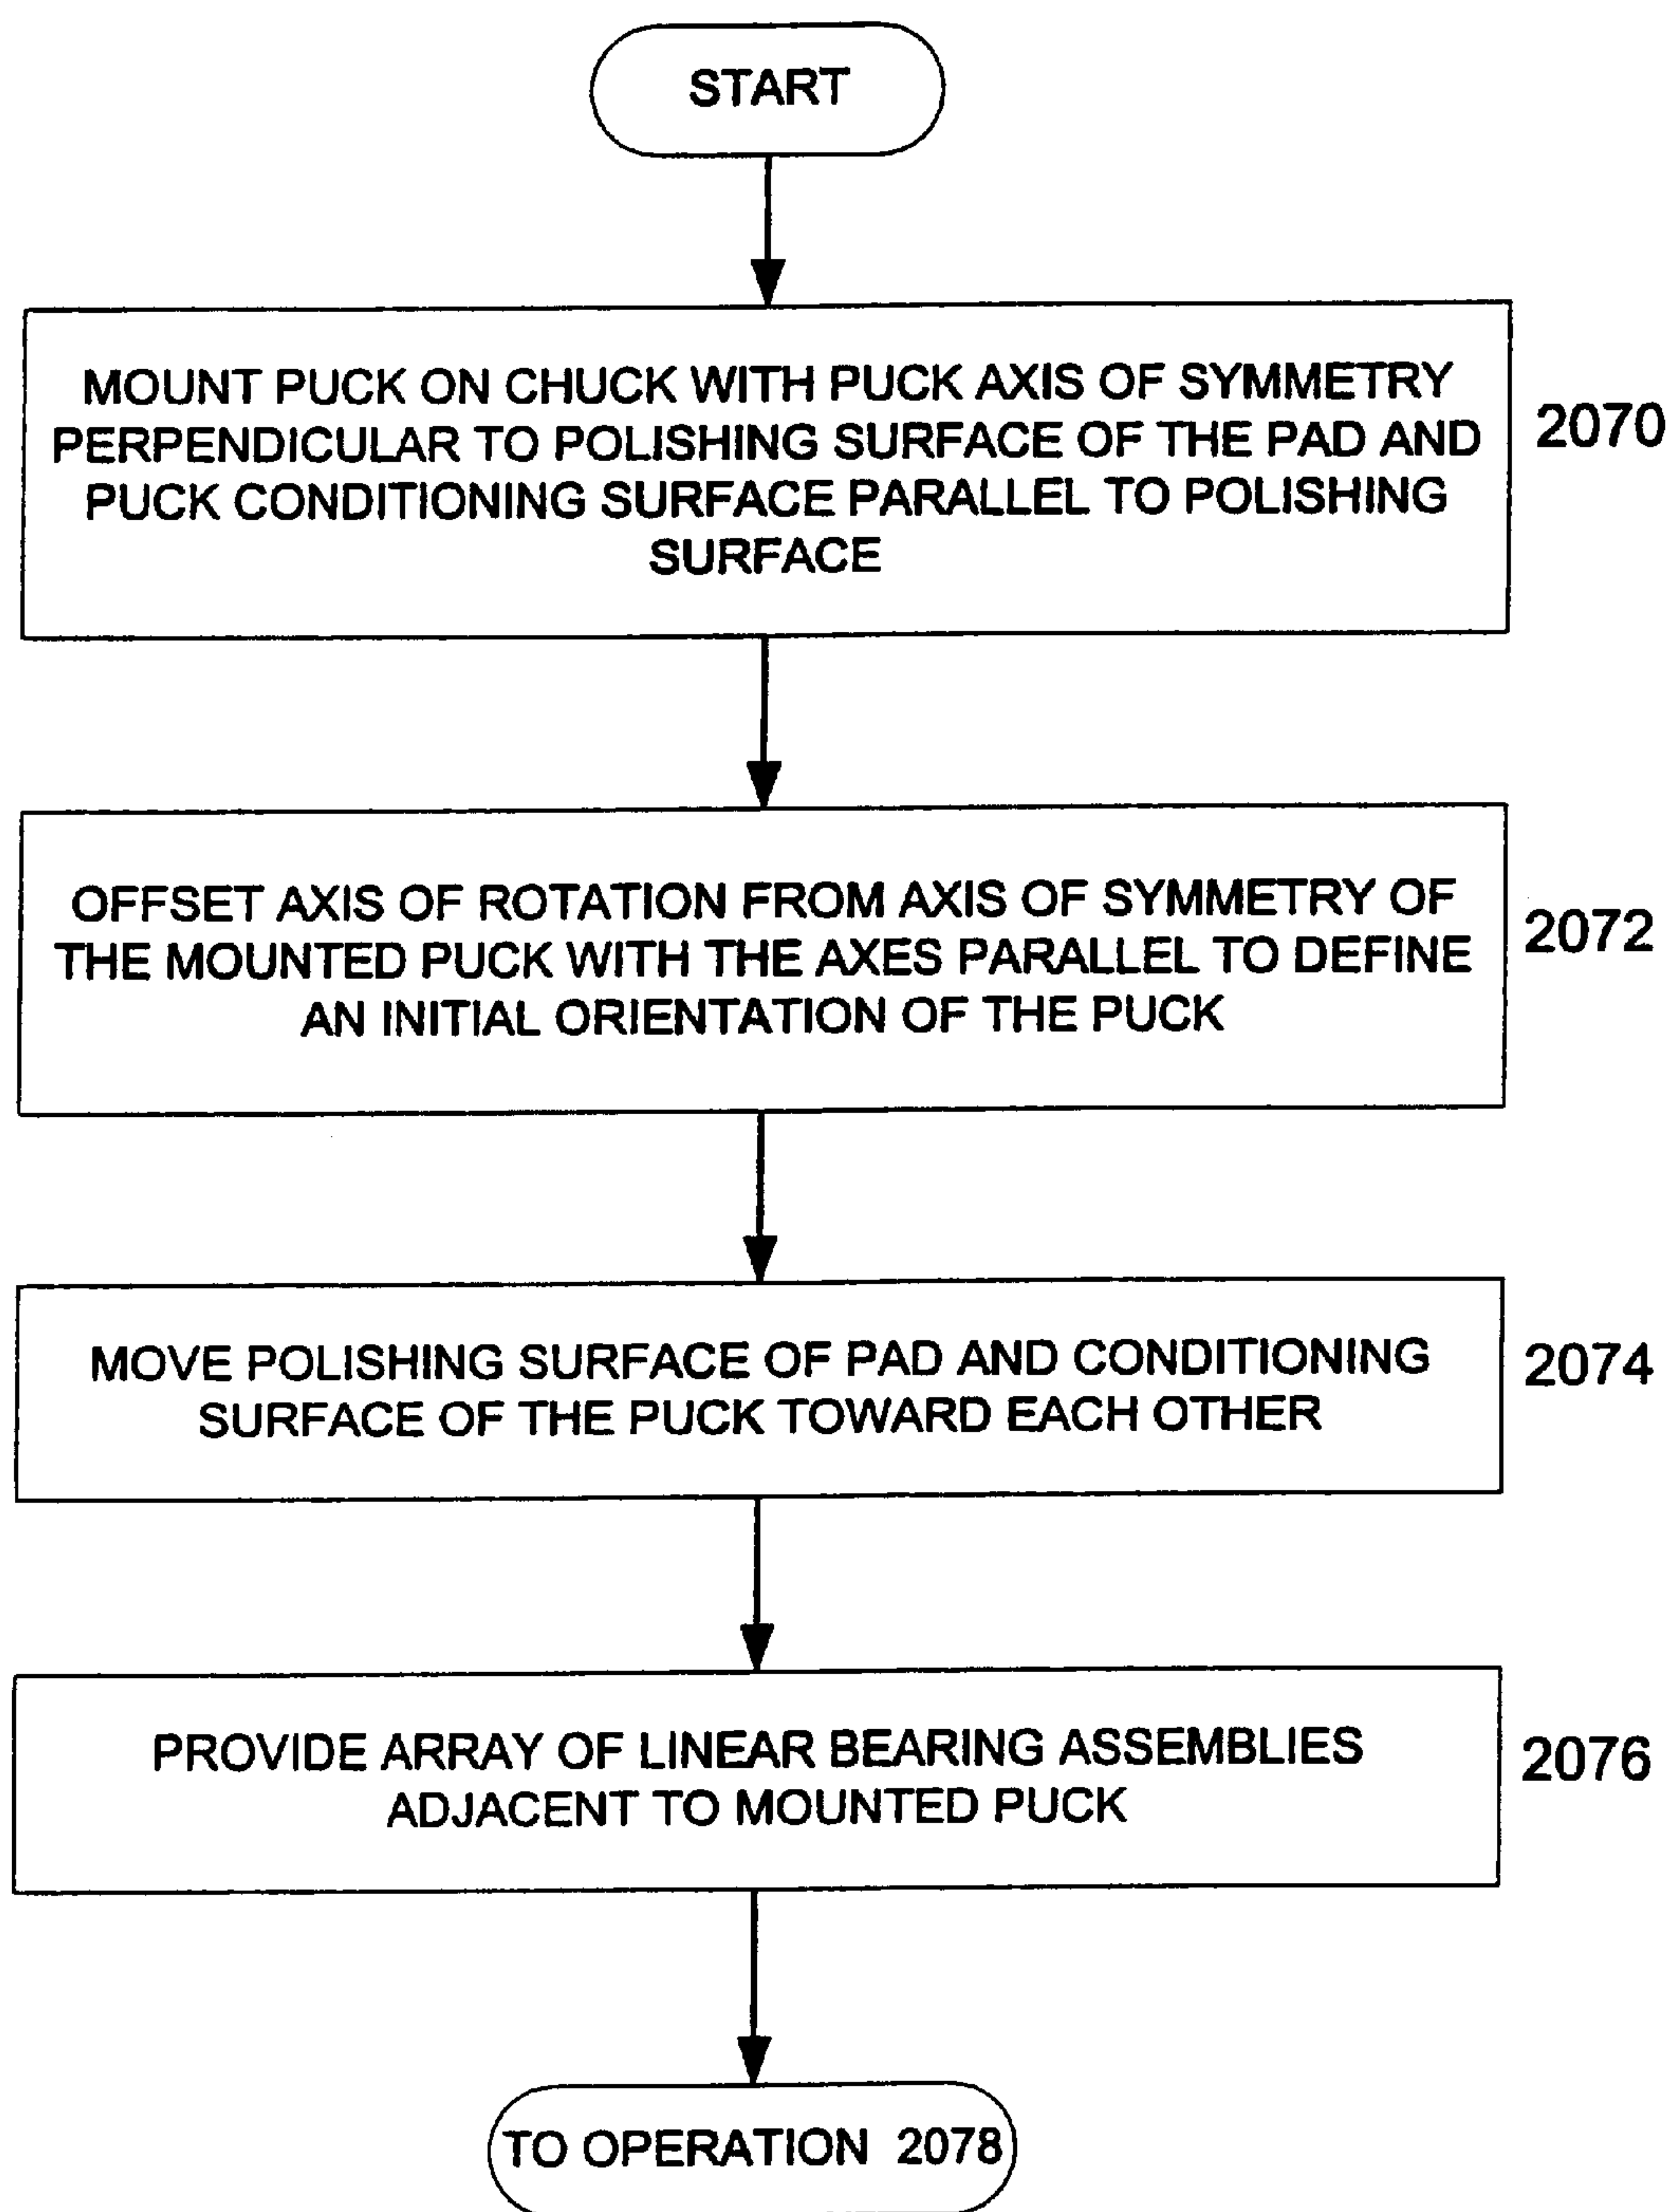 START
MOUNT PUCK ON CHUCK WITH PUCK AXIS OF SYMMETRY
PERPENDICULAR TO POLISHING SURFACE OF THE PAD AND
PUCK CONDITIONING SURFACE PARALLEL TO POLISHING
SURFACE
2070
OFFSET AXIS OF ROTATION FROM AXIS OF SYMMETRY OF
THE MOUNTED PUCK WITH THE AXES PARALLEL TO DEFINE
AN INITIAL ORIENTATION OF THE PUCK
2072
MOVE POLISHING SURFACE OF PAD AND CONDITIONING
SURFACE OF THE PUCK TOWARD EACH OTHER
2074
PROVIDE ARRAY OF LINEAR BEARING ASSEMBLIES
ADJACENT TO MOUNTED PUCK
2076
TO OPERATION 2078